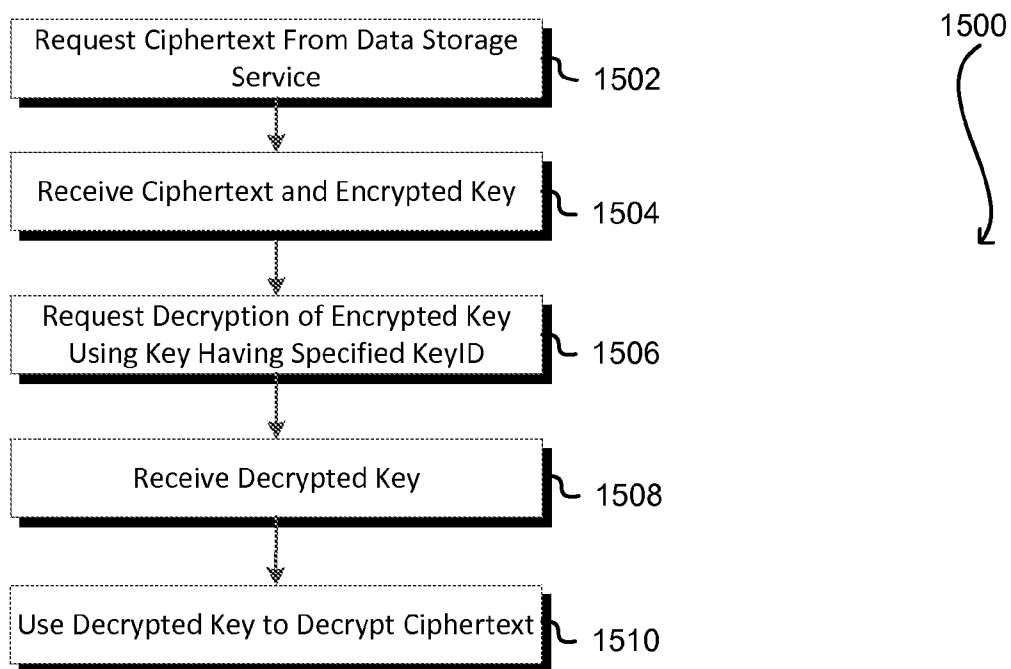 1500
Request Ciphertext From Data Storage
Service
1502
Receive Ciphertext and Encrypted Key
1504
Request Decryption of Encrypted Key
Using Key Having Specified KeyID
1506
Receive Decrypted Key
1508
Use Decrypted Key to Decrypt Ciphertext
1510